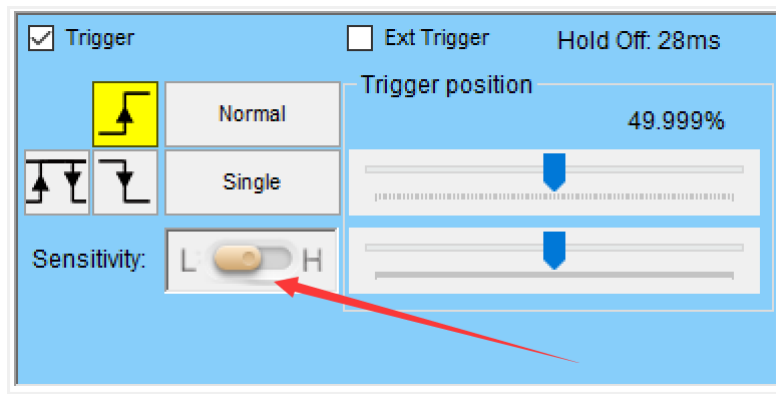 Trigger
Ext Trigger
Hold Off: 28ms
Trigger position
Normal
49.999%
Single
Sensitivity:
L
H